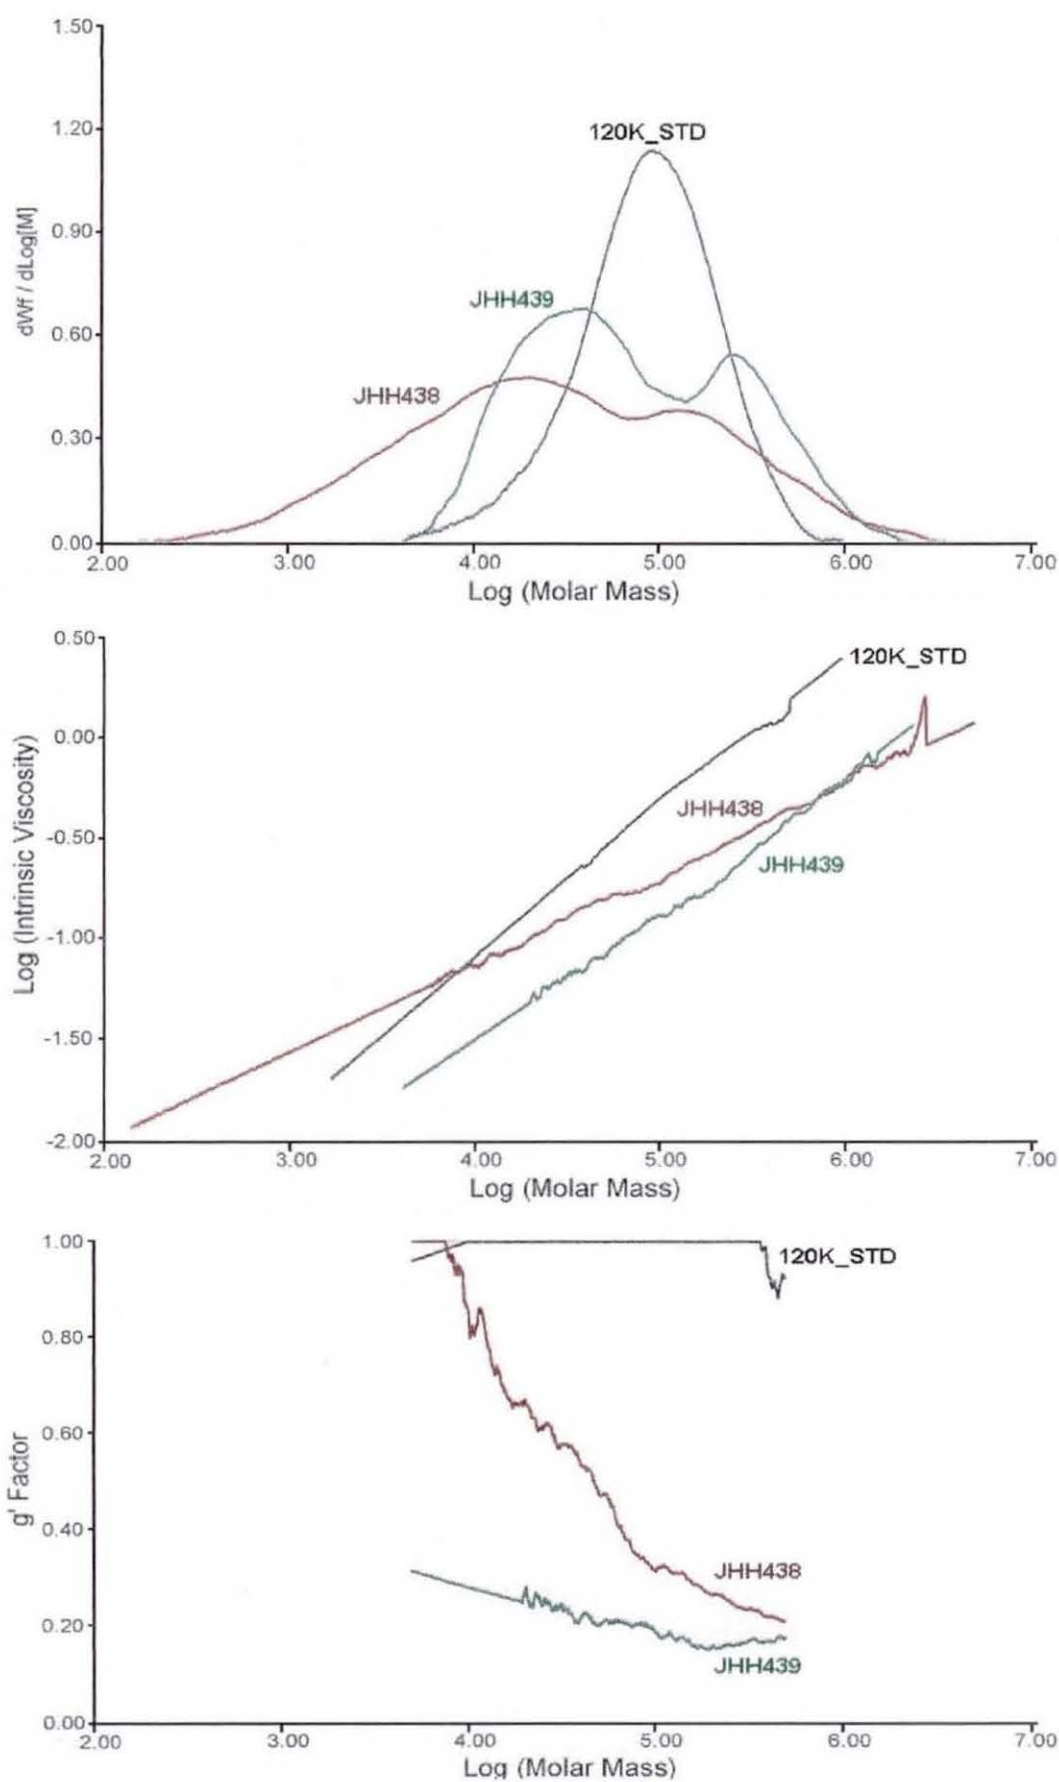 1.50
1.20
0.90
0.60
0.30
0.00
dWf / dLog[M]
120K_STD
JHH439
JHH438
2.00 3.00 4.00 5.00 6.00 7.00
Log (Molar Mass)
0.50
0.00
-0.50
-1.00
-1.50
-2.00
Log (Intrinsic Viscosity)
120K_STD
JHH438
JHH439
2.00 3.00 4.00 5.00 6.00 7.00
Log (Molar Mass)
1.00
0.80
0.60
0.40
0.20
0.00
g' Factor
120K_STD
JHH438
JHH439
2.00 3.00 4.00 5.00 6.00 7.00
Log (Molar Mass)